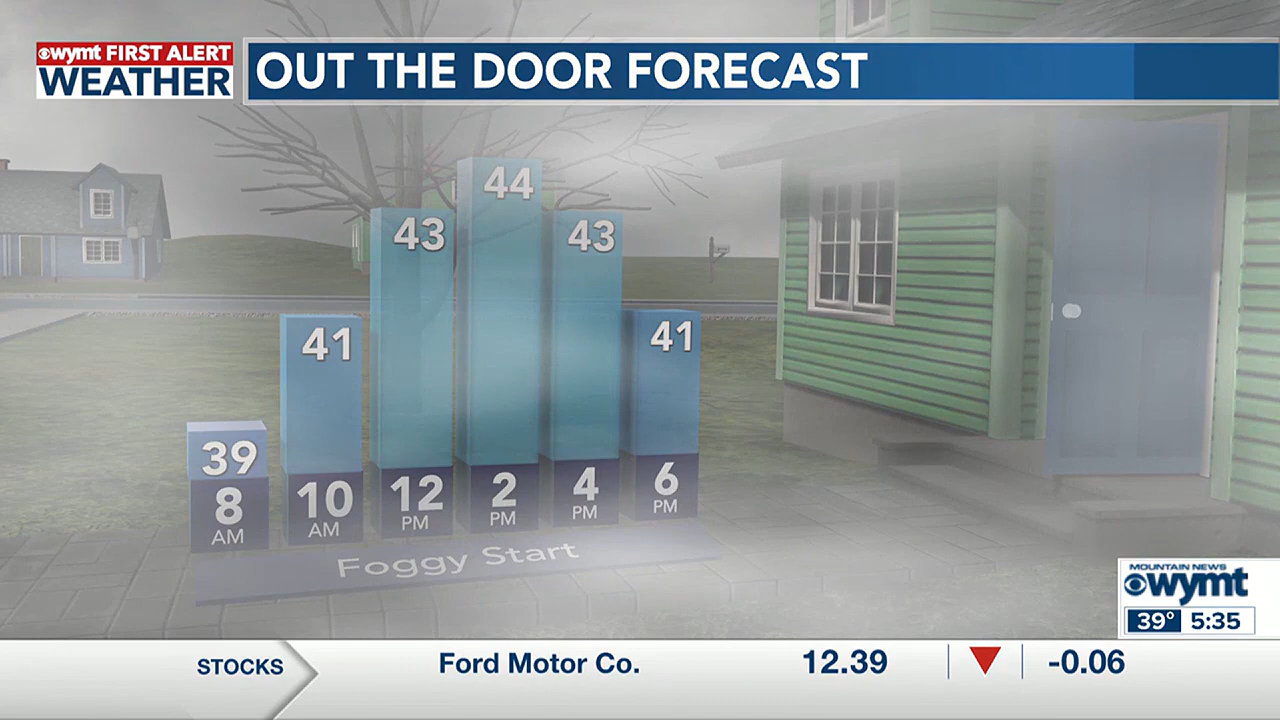 wymt FIRST ALERT
WEATHER
OUT THE DOOR FORECAST
44
43
43
41
41
39
8
AM
10
AM
12
PM
2
PM
4
PM
6
PM
Foggy Start
MOUNTAIN NEWS
wymt
39° 5:35
STOCKS Ford Motor Co. 12.39 -0.06